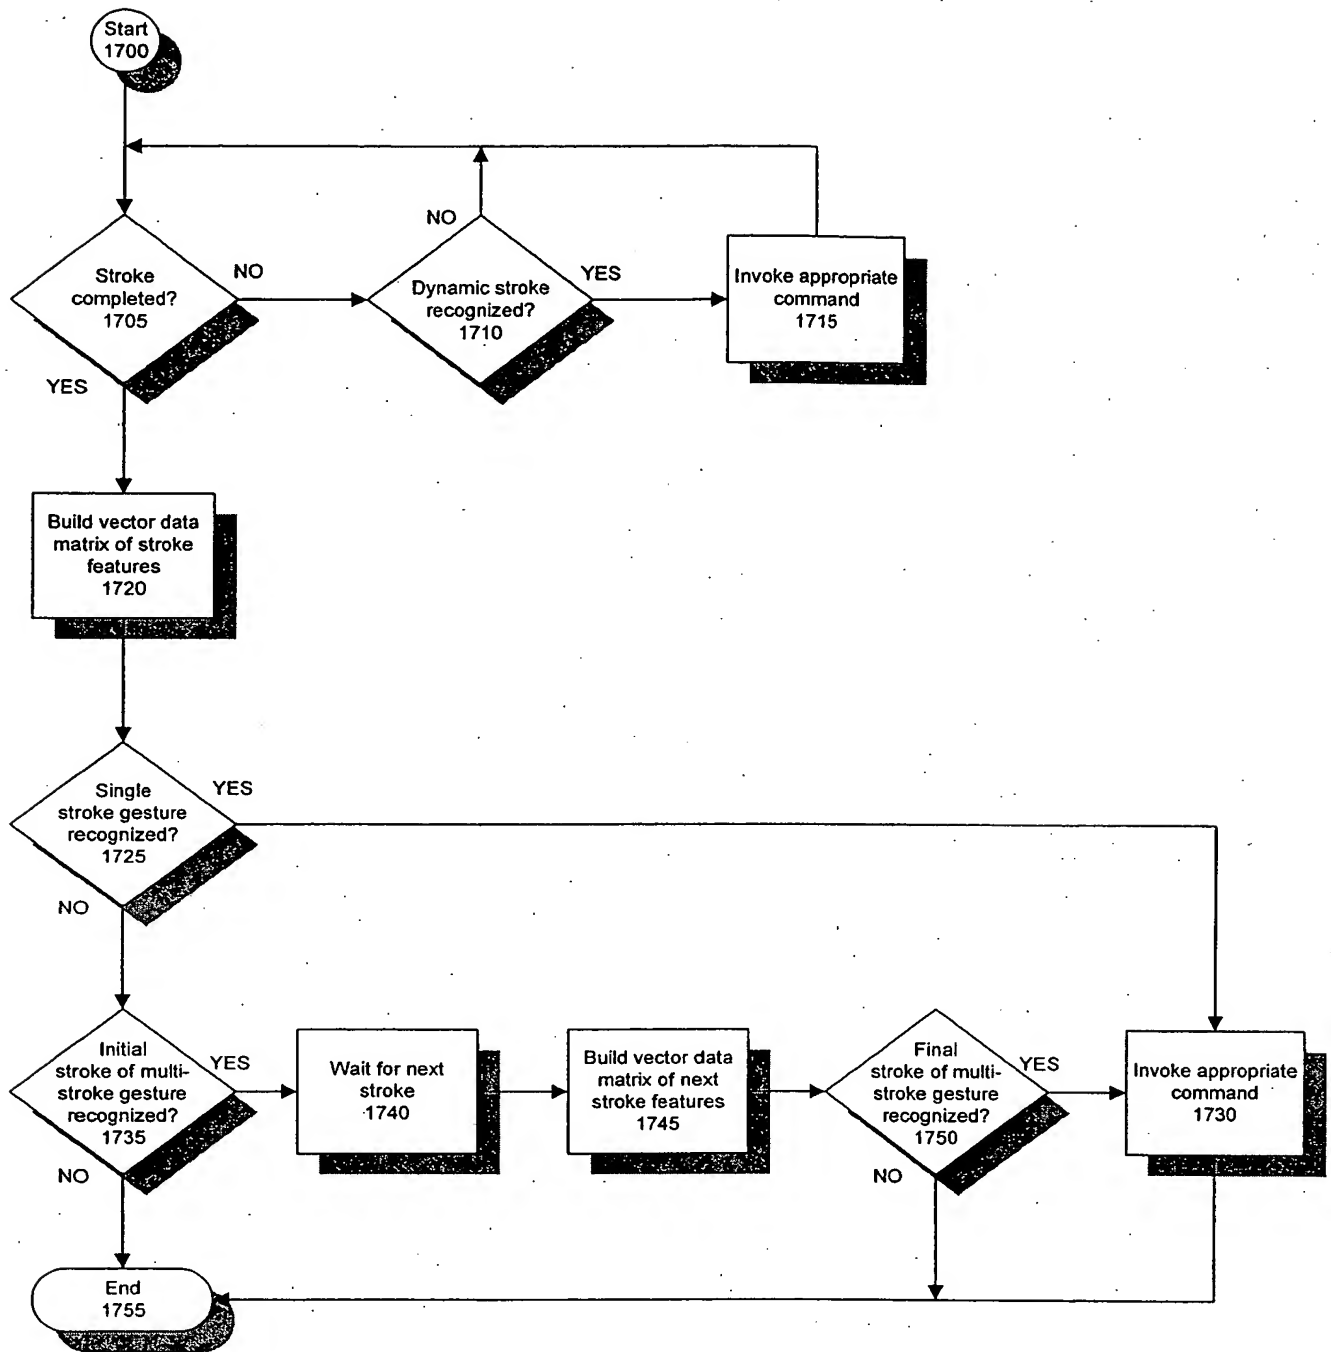 Start
1700
NO
Stroke
completed?
1705
NO
Dynamic stroke
recognized?
1710
YES
Invoke appropriate
command
1715
YES
Build vector data
matrix of stroke
features
1720
Single
stroke gesture
recognized?
1725
YES
NO
Initial
stroke of multi-
stroke gesture
recognized?
1735
YES
Wait for next
stroke
1740
Build vector data
matrix of next
stroke features
1745
Final
stroke of multi-
stroke gesture
recognized?
1750
YES
Invoke appropriate
command
1730
NO
NO
End
1755